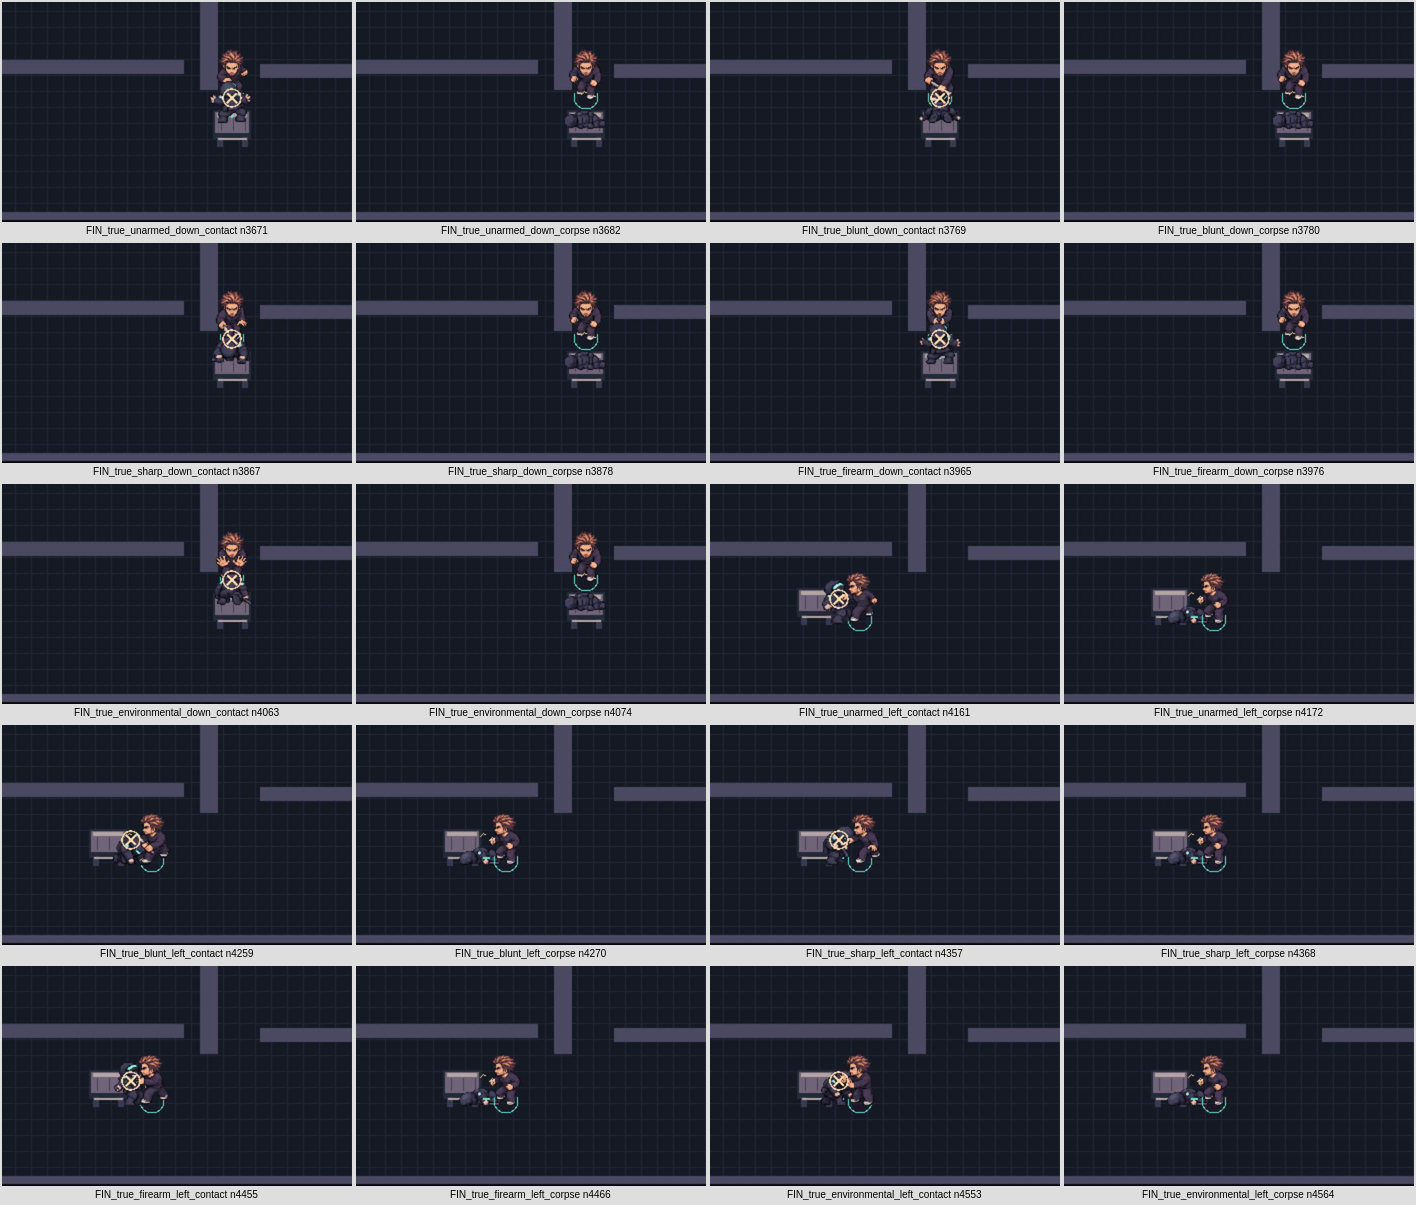 FIN_true_unarmed_down_contact n3671
FIN_true_unarmed_down_corpse n3682
FIN_true_blunt_down_contact n3769
FIN_true_blunt_down_corpse n3780
FIN_true_sharp_down_contact n3867
FIN_true_sharp_down_corpse n3878
FIN_true_firearm_down_contact n3965
FIN_true_firearm_down_corpse n3976
FIN_true_environmental_down_contact n4063
FIN_true_environmental_down_corpse n4074
FIN_true_unarmed_left_contact n4161
FIN_true_unarmed_left_corpse n4172
FIN_true_blunt_left_contact n4259
FIN_true_blunt_left_corpse n4270
FIN_true_sharp_left_contact n4357
FIN_true_sharp_left_corpse n4368
FIN_true_firearm_left_contact n4455
FIN_true_firearm_left_corpse n4466
FIN_true_environmental_left_contact n4553
FIN_true_environmental_left_corpse n4564